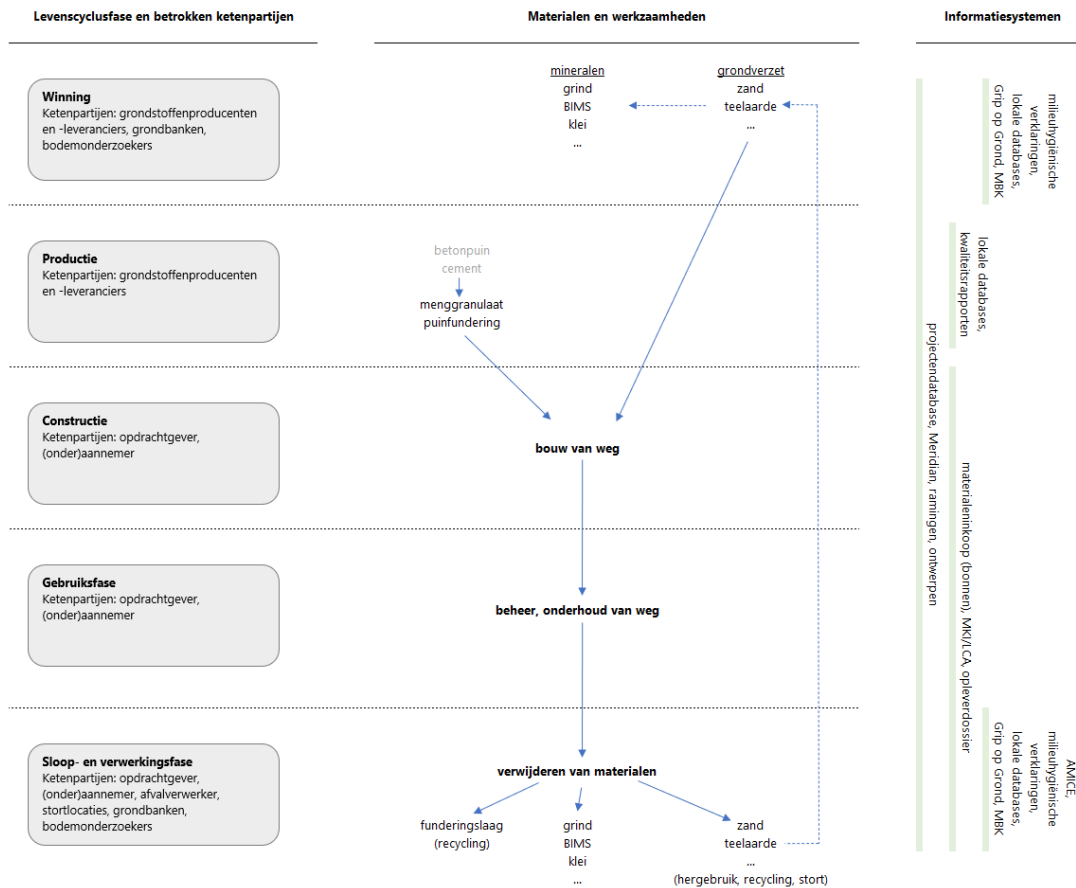 Levenscyclusfase en betrokken ketenpartijen
Materialen en werkzaamheden
Informatiesystemen
Winning
Ketenpartijen: grondstoffenproducenten
en -leveranciers, grondbanken,
bodemonderzoekers
mineralen
grind
BIMS
klei
...
grondverzet
zand
teelaarde
...
milieuhygiënische
verklaringen,
lokale databases,
Grip op Grond, MBK
Productie
Ketenpartijen: grondstoffenproducenten
en -leveranciers
betonpuin
cement
menggranulaat
puinfundering
lokale databases,
kwaliteitsrapporten
projectendatabase, Meridian, ramingen, ontwerpen
Constructie
Ketenpartijen: opdrachtgever,
(onder)aannemer
bouw van weg
materialeninkoop (bonnen), MKI/LCA, opleverdossier
Gebruiksfase
Ketenpartijen: opdrachtgever,
(onder)aannemer
beheer, onderhoud van weg
Sloop- en verwerkingsfase
Ketenpartijen: opdrachtgever,
(onder)aannemer, afvalverwerker,
stortlocaties, grondbanken,
bodemonderzoekers
verwijderen van materialen
funderingslaag
(recycling)
grind
BIMS
klei
...
zand
teelaarde
...
(hergebruik, recycling, stort)
AMICE,
milieuhygiënische
verklaringen,
lokale databases,
Grip op Grond, MBK